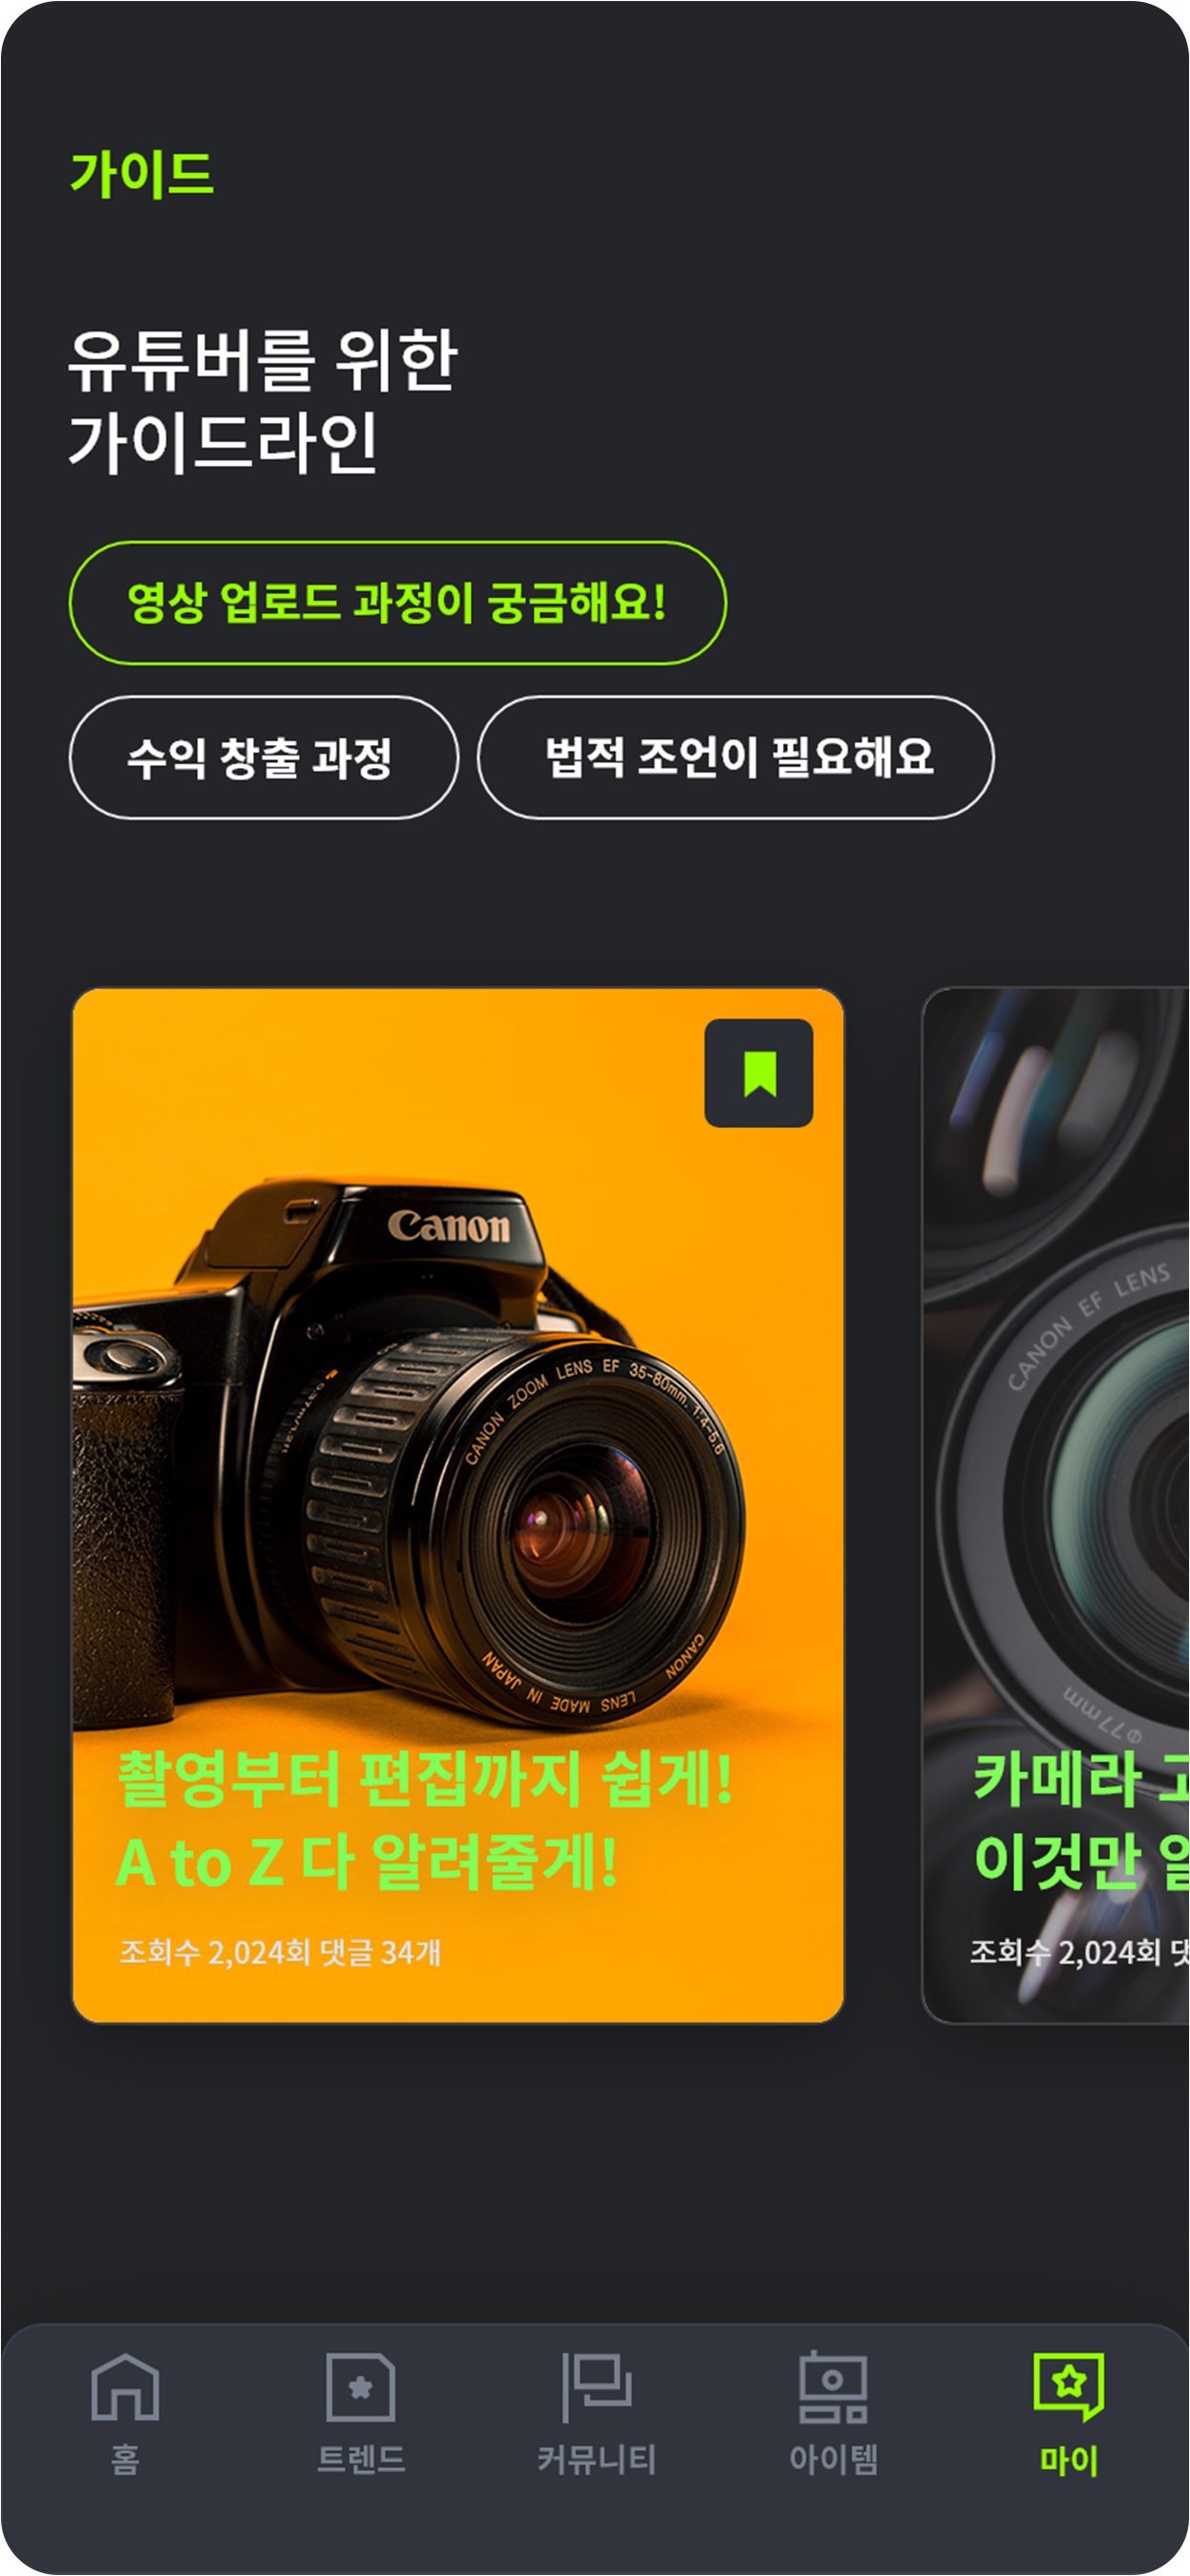 가이드
유튜버를 위한
가이드라인
영상 업로드 과정이 궁금해요!
수익 창출 과정
법적 조언이 필요해요
Canon
CANON ZOOM LENS EF 35-80mm 1:4-5.6
CANON LENS MADE IN JAPAN
촬영부터 편집까지 쉽게!
A to Z 다 알려줄게!
조회수 2,024회 댓글 34개
CANON EF LENS
Φ77mm
카메라
이것만
조회수 2,024회
홈
트렌드
커뮤니티
아이템
마이